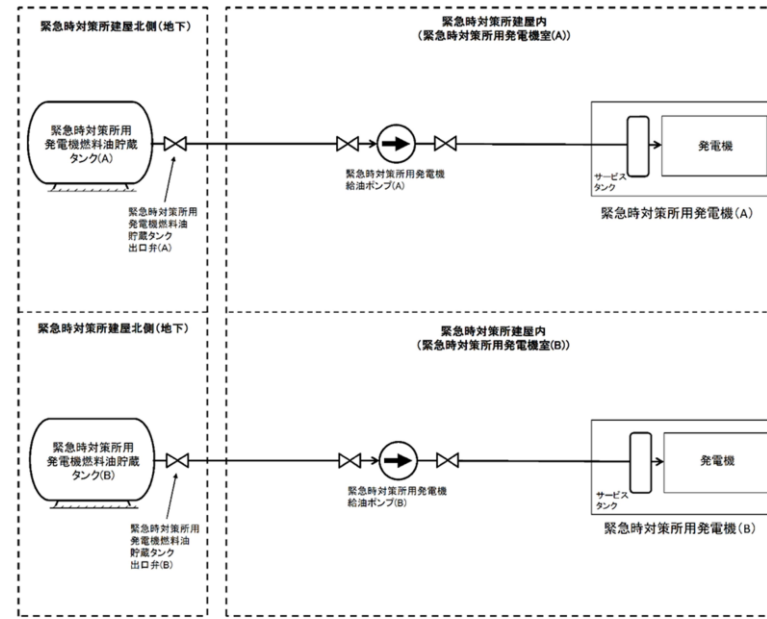 緊急時対策所建屋北側(地下)
緊急時対策所建屋内
(緊急時対策所用発電機室(A))
緊急時対策所用
発電機燃料油貯蔵
タンク(A)
緊急時対策所用
発電機燃料油
貯蔵タンク
出口弁(A)
緊急時対策所用発電機
給油ポンプ(A)
サービス
タンク
発電機
緊急時対策所用発電機(A)
緊急時対策所建屋北側(地下)
緊急時対策所建屋内
(緊急時対策所用発電機室(B))
緊急時対策所用
発電機燃料油貯蔵
タンク(B)
緊急時対策所用
発電機燃料油
貯蔵タンク
出口弁(B)
緊急時対策所用発電機
給油ポンプ(B)
サービス
タンク
発電機
緊急時対策所用発電機(B)